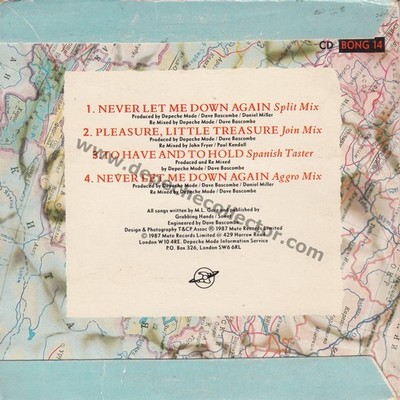 CD BONG 14
1. NEVER LET ME DOWN AGAIN Split Mix
Produced by Depeche Mode / Dave Bascombe / Daniel Miller
Re Mixed by Depeche Mode / Dave Bascombe
2. PLEASURE, LITTLE TREASURE Join Mix
Produced by Depeche Mode / Dave Bascombe
Re Mixed by John Fryer / Paul Kendall
3. TO HAVE AND TO HOLD Spanish Taster
Produced and Re Mixed
by Depeche Mode / Dave Bascombe
4. NEVER LET ME DOWN AGAIN Aggro Mix
Produced by Depeche Mode / Dave Bascombe / Daniel Miller
Re Mixed by Depeche Mode / Dave Bascombe
www.depechecollector.com
All songs written by M.L. Gore and published by
Grabbing Hands / Sonet
Engineered by Dave Bascombe
Design & Photography T&CP Assoc ℗ 1987 Mute Records Limited
© 1987 Mute Records Limited @ 429 Harrow Road
London W10 4RE. Depeche Mode Information Service
P.O. Box 326, London SW6 6RL